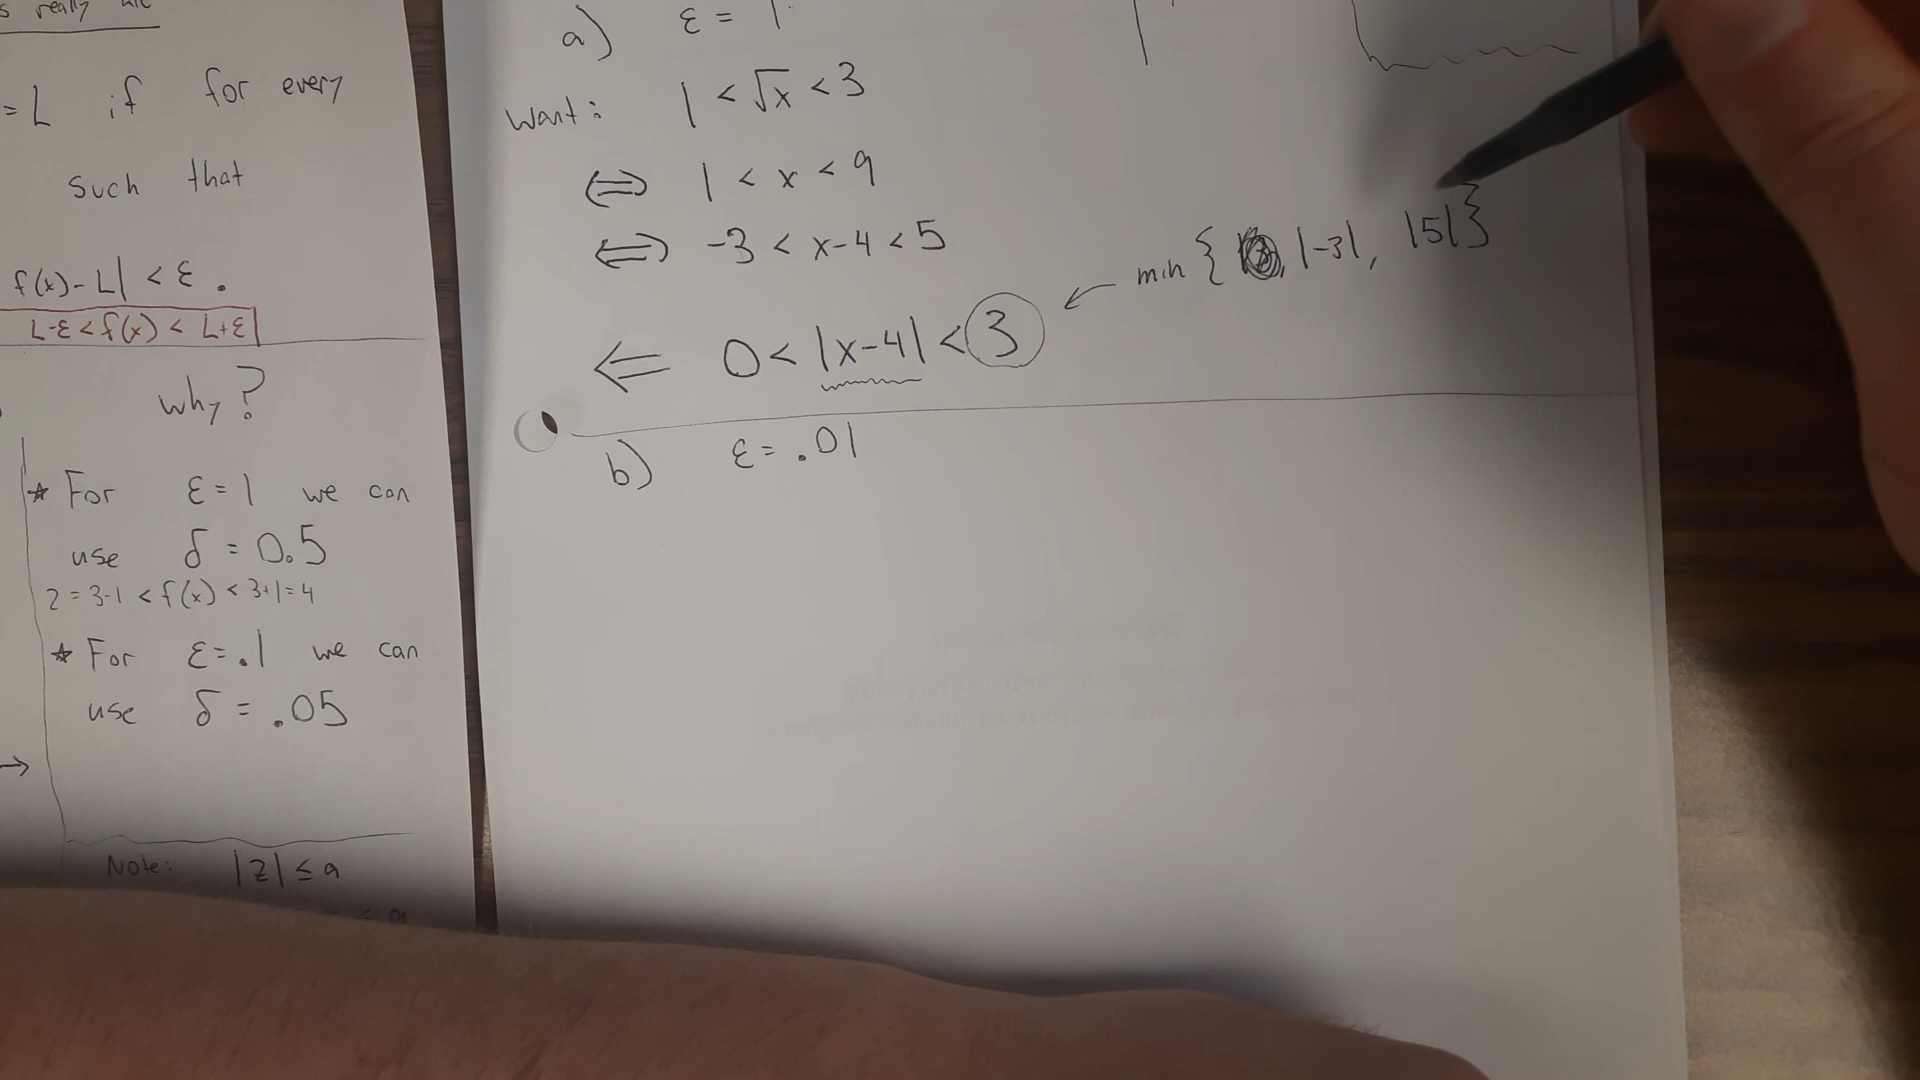 s really
= L if for every
such that
f(x)-L| < ε .
L-ε < f(x) < L+ε
why?
* For ε=1 we can
use δ = 0.5
2 = 3-1 < f(x) < 3+1 = 4
* For ε=.1 we can
use δ = .05
→
Note: |z| ≤ a
a) ε = 1
Want: 1 < √x < 3
⟺ 1 < x < 9
⟺ -3 < x-4 < 5
⟸ 0 < |x-4| < 3 ← min { , |-3|, |5|}
b) ε = .01